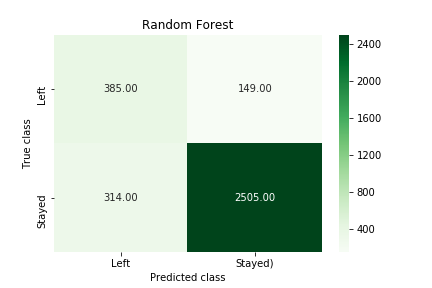 Random Forest
Left
385.00
149.00
Stayed
314.00
2505.00
True class
Left
Stayed)
Predicted class
2400
2000
1600
1200
800
400